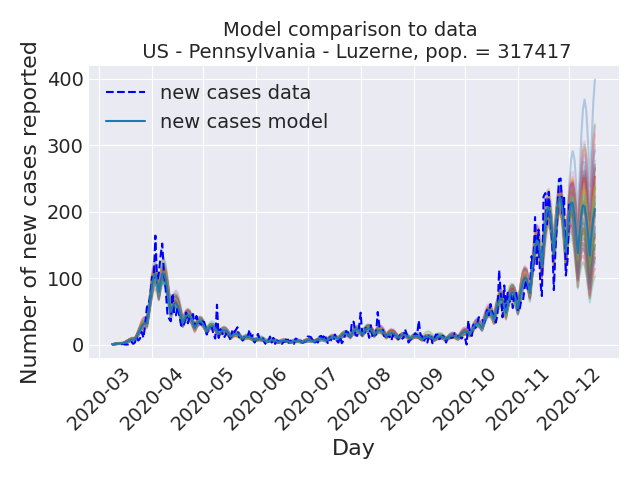 Model comparison to data
US - Pennsylvania - Luzerne, pop. = 317417
Number of new cases reported
400
300
200
100
0
new cases data
new cases model
2020-03
2020-04
2020-05
2020-06
2020-07
2020-08
2020-09
2020-10
2020-11
2020-12
Day